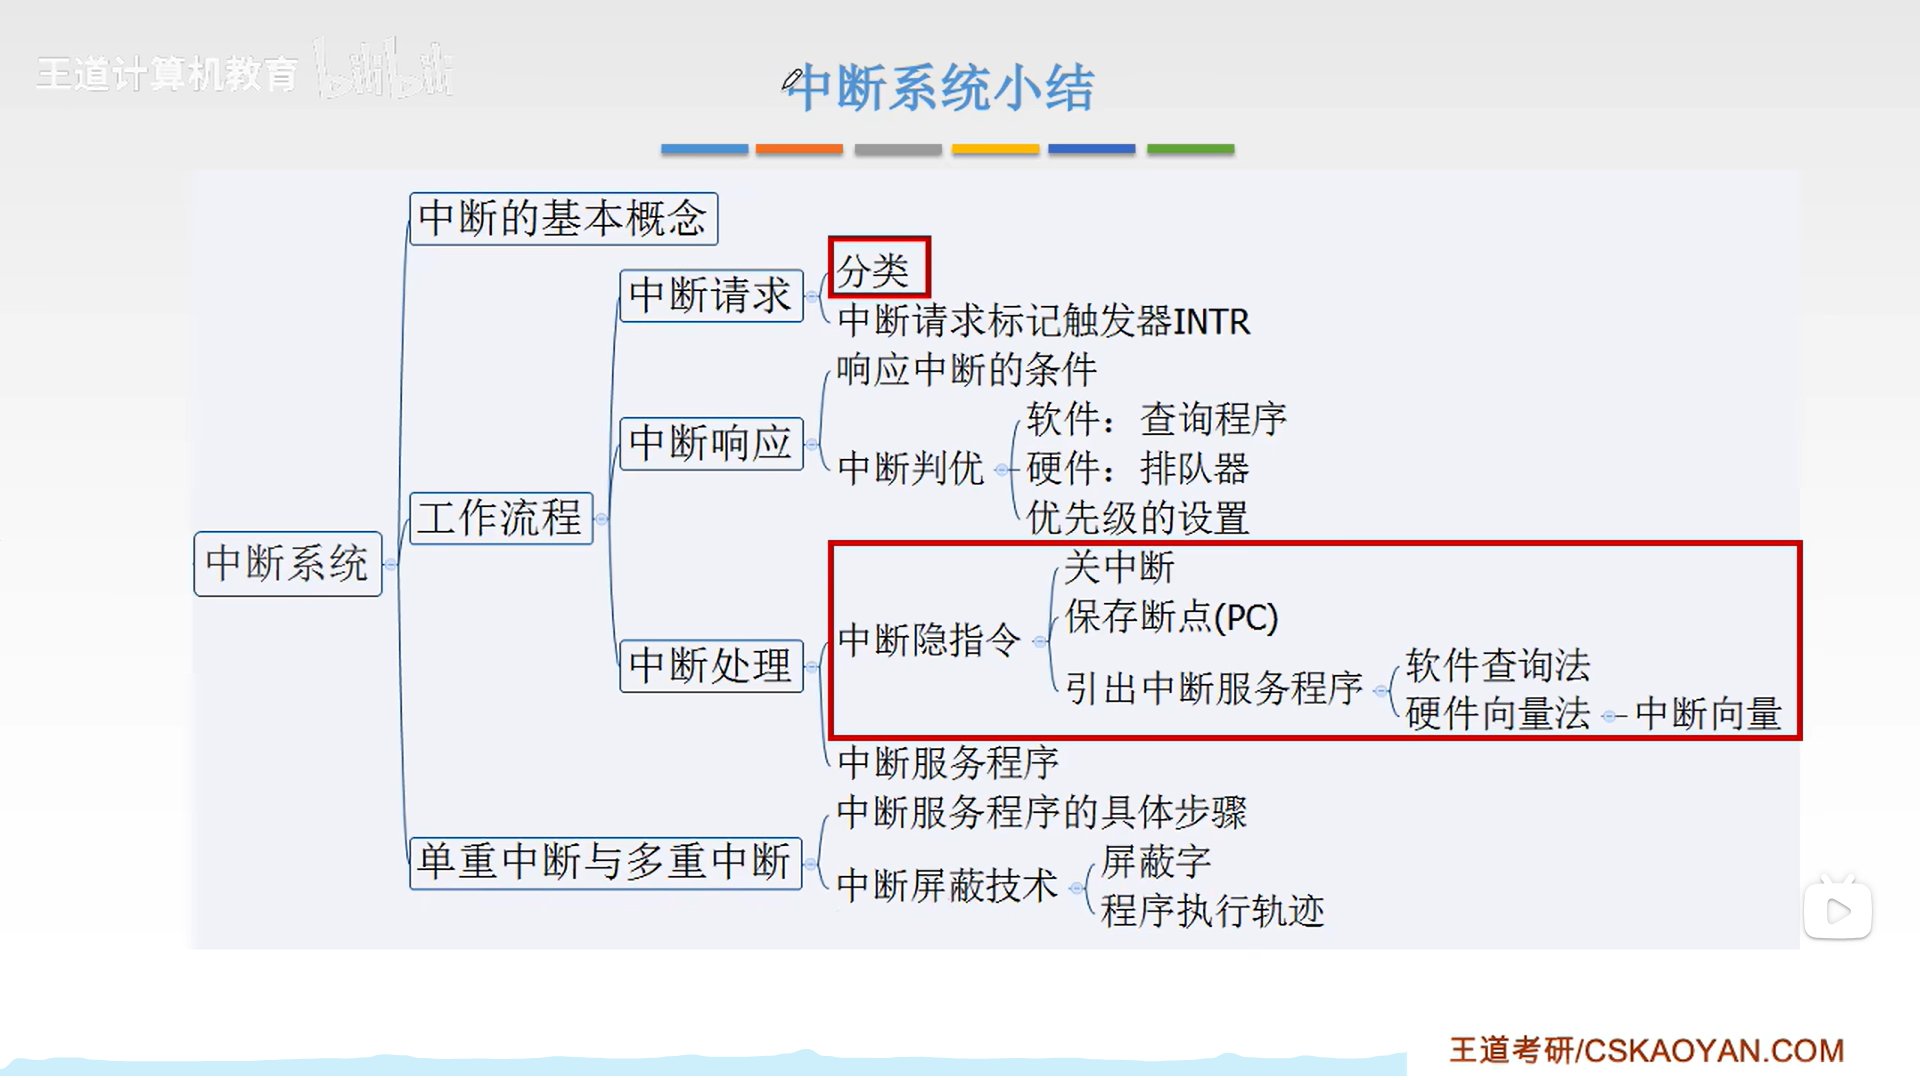 王道计算机教育 bilibili
中断系统小结
中断的基本概念
分类
中断请求
中断请求标记触发器INTR
响应中断的条件
软件：查询程序
中断响应
中断判优
硬件：排队器
优先级的设置
工作流程
中断系统
关中断
保存断点(PC)
中断隐指令
中断处理
引出中断服务程序
软件查询法
硬件向量法
中断向量
中断服务程序
中断服务程序的具体步骤
单重中断与多重中断
屏蔽字
中断屏蔽技术
程序执行轨迹
王道考研/CSKAOYAN.COM